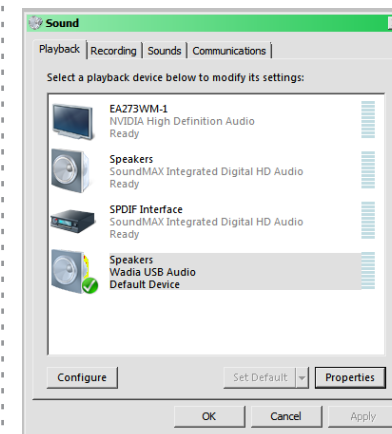 Sound
Playback Recording Sounds Communications
Select a playback device below to modify its settings:
EA273WM-1
NVIDIA High Definition Audio
Ready
Speakers
SoundMAX Integrated Digital HD Audio
Ready
SPDIF Interface
SoundMAX Integrated Digital HD Audio
Ready
Speakers
Wadia USB Audio
Default Device
Configure Set Default Properties
OK Cancel Apply